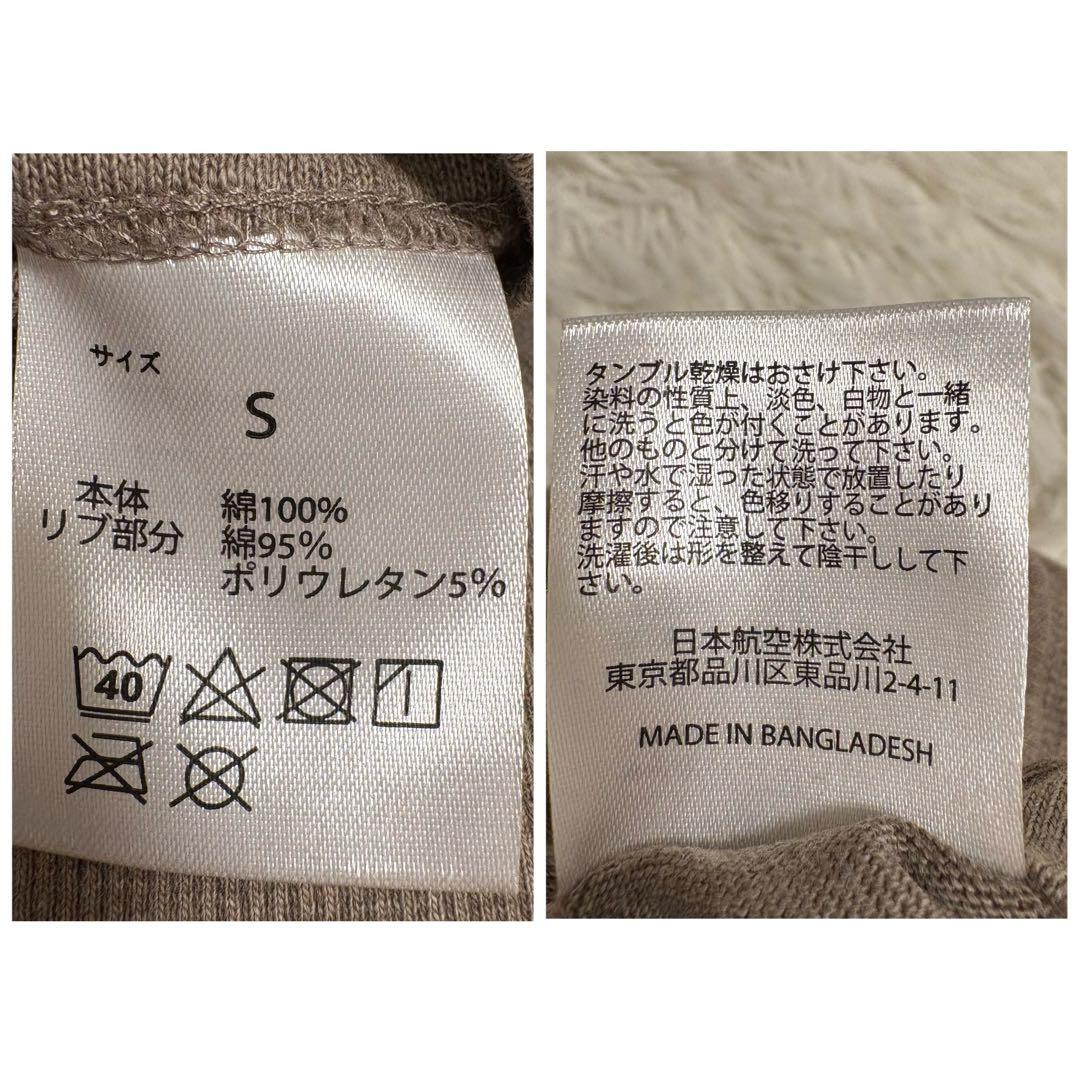 サイズ
S
本体 綿100%
リブ部分 綿95%
ポリウレタン5%
40
タンブル乾燥はおさけ下さい。
染料の性質上、淡色、白物と一緒
に洗うと色が付くことがあります。
他のものと分けて洗って下さい。
汗や水で湿った状態で放置したり
摩擦すると、色移りすることがあり
ますので注意して下さい。
洗濯後は形を整えて陰干しして下
さい。
日本航空株式会社
東京都品川区東品川2-4-11
MADE IN BANGLADESH